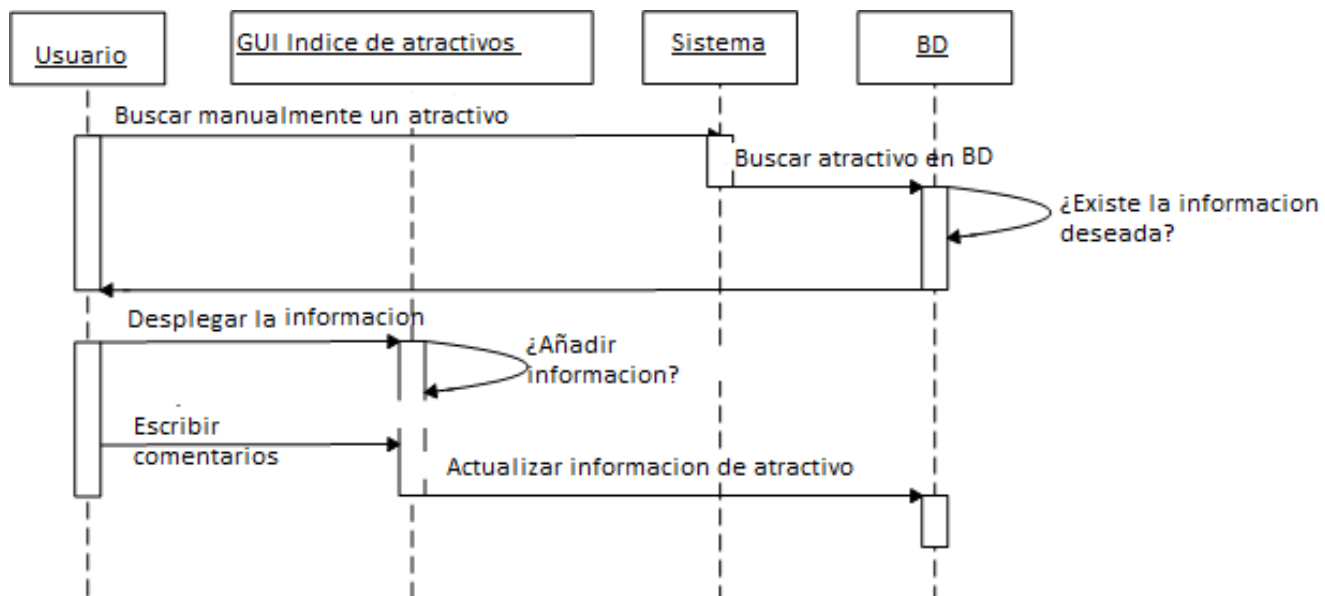 Usuario
GUI Indice de atractivos
Sistema
BD
Buscar manualmente un atractivo
Buscar atractivo en BD
¿Existe la informacion
deseada?
Desplegar la informacion
¿Añadir
informacion?
Escribir
comentarios
Actualizar informacion de atractivo